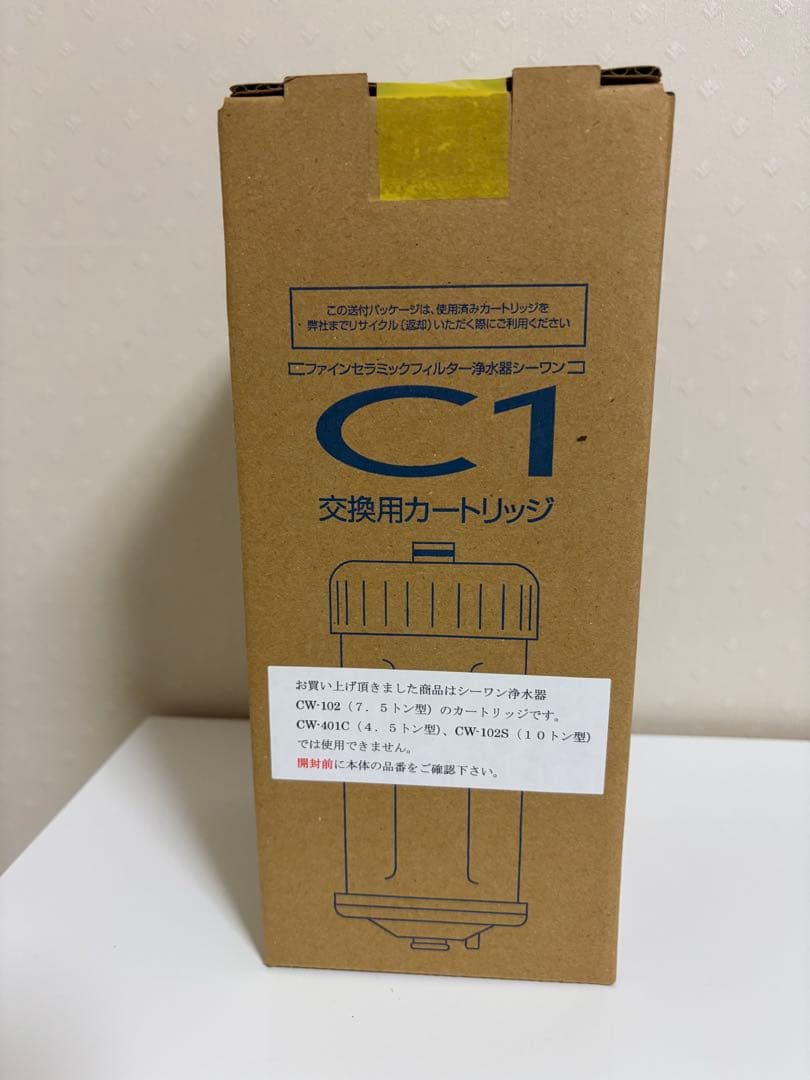 この送付パッケージは、使用済みカートリッジを
弊社までリサイクル(返却)いただく際にご利用ください
ファインセラミックフィルター浄水器シーワン
C1
交換用カートリッジ
お買い上げ頂きました商品はシーワン浄水器
CW-102(7.5トン型)のカートリッジです。
CW-401C(4.5トン型)、CW-102S(10トン型)
では使用できません。
開封前に本体の品番をご確認下さい。